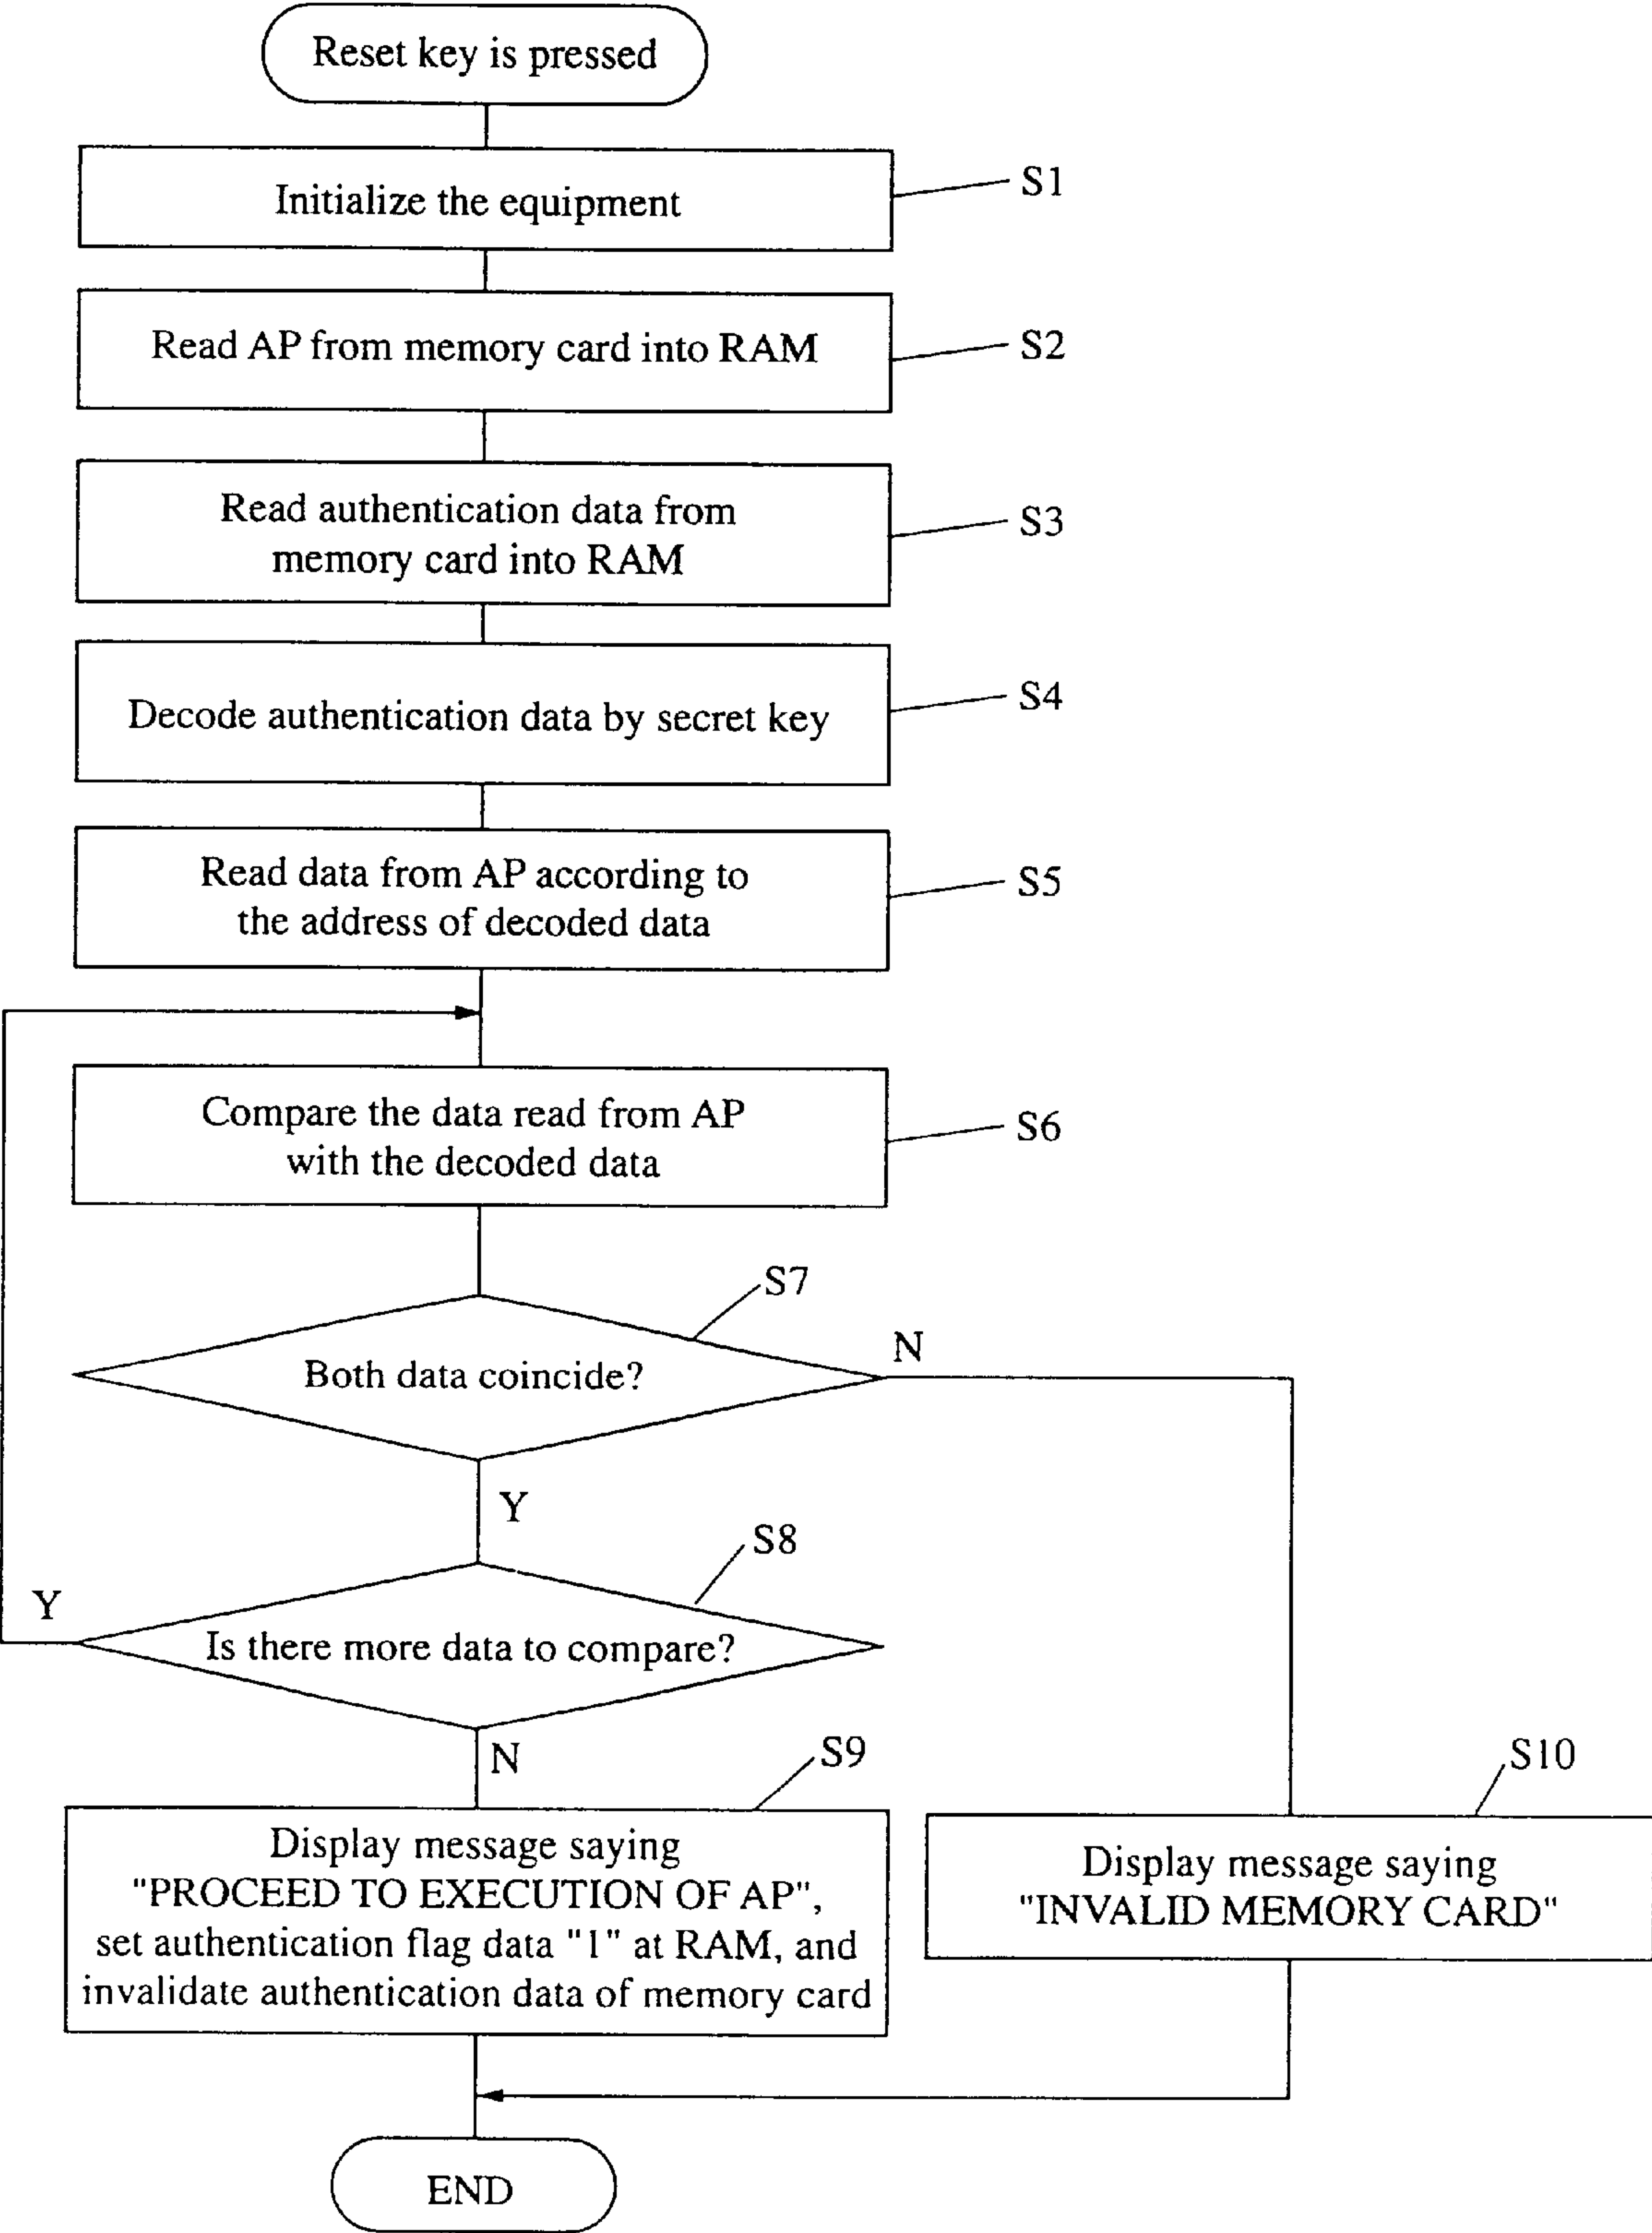 Reset key is pressed
Initialize the equipment
S1
Read AP from memory card into RAM
S2
Read authentication data from
memory card into RAM
S3
Decode authentication data by secret key
S4
Read data from AP according to
the address of decoded data
S5
Compare the data read from AP
with the decoded data
S6
S7
Both data coincide?
N
Y
S8
Y
Is there more data to compare?
N
S9
S10
Display message saying
"PROCEED TO EXECUTION OF AP",
set authentication flag data "1" at RAM, and
invalidate authentication data of memory card
Display message saying
"INVALID MEMORY CARD"
END